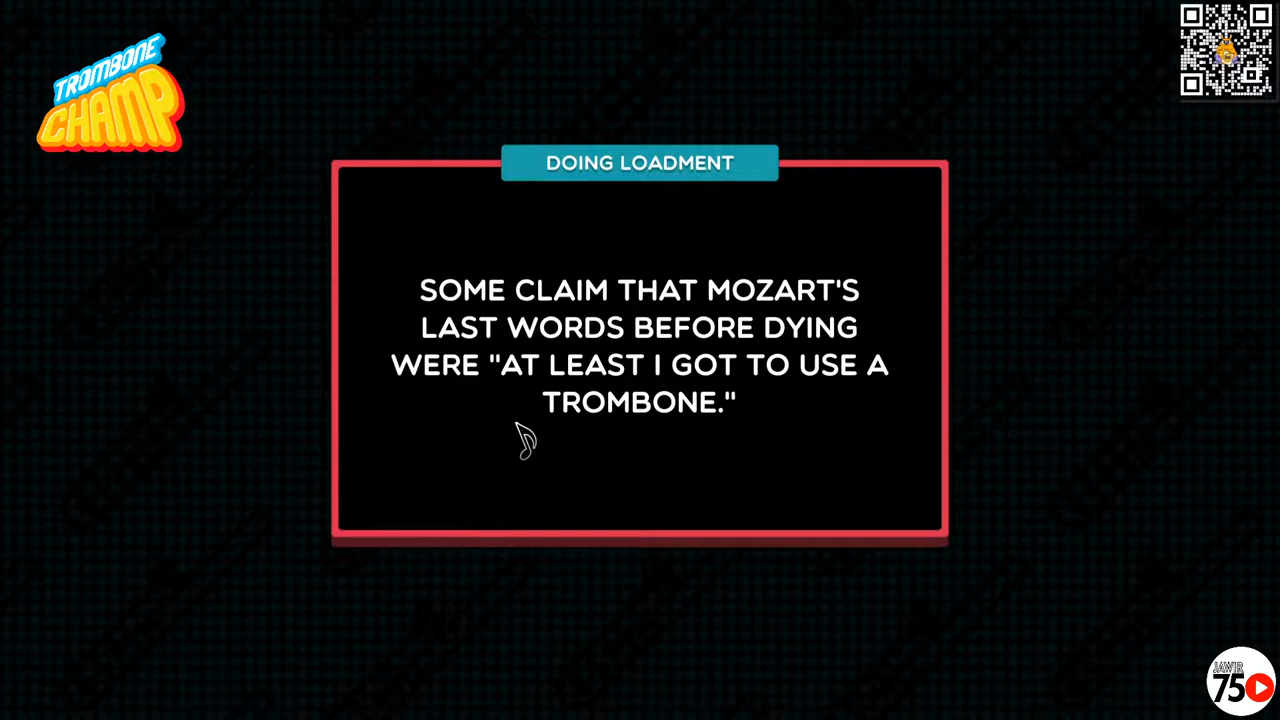 TROMBONE
CHAMP
DOING LOADMENT
SOME CLAIM THAT MOZART'S
LAST WORDS BEFORE DYING
WERE "AT LEAST I GOT TO USE A
TROMBONE."
JAW1R
75